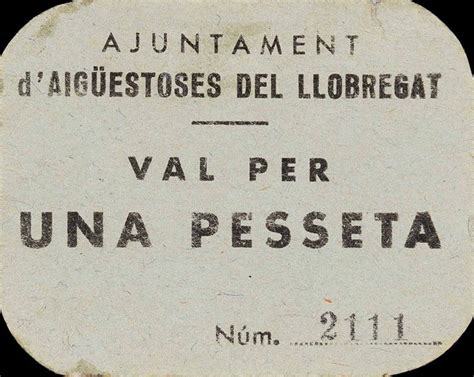 AJUNTAMENT
d'AIGÜESTOSES DEL LLOBREGAT
VAL PER
UNA PESSETA
Núm. 2111